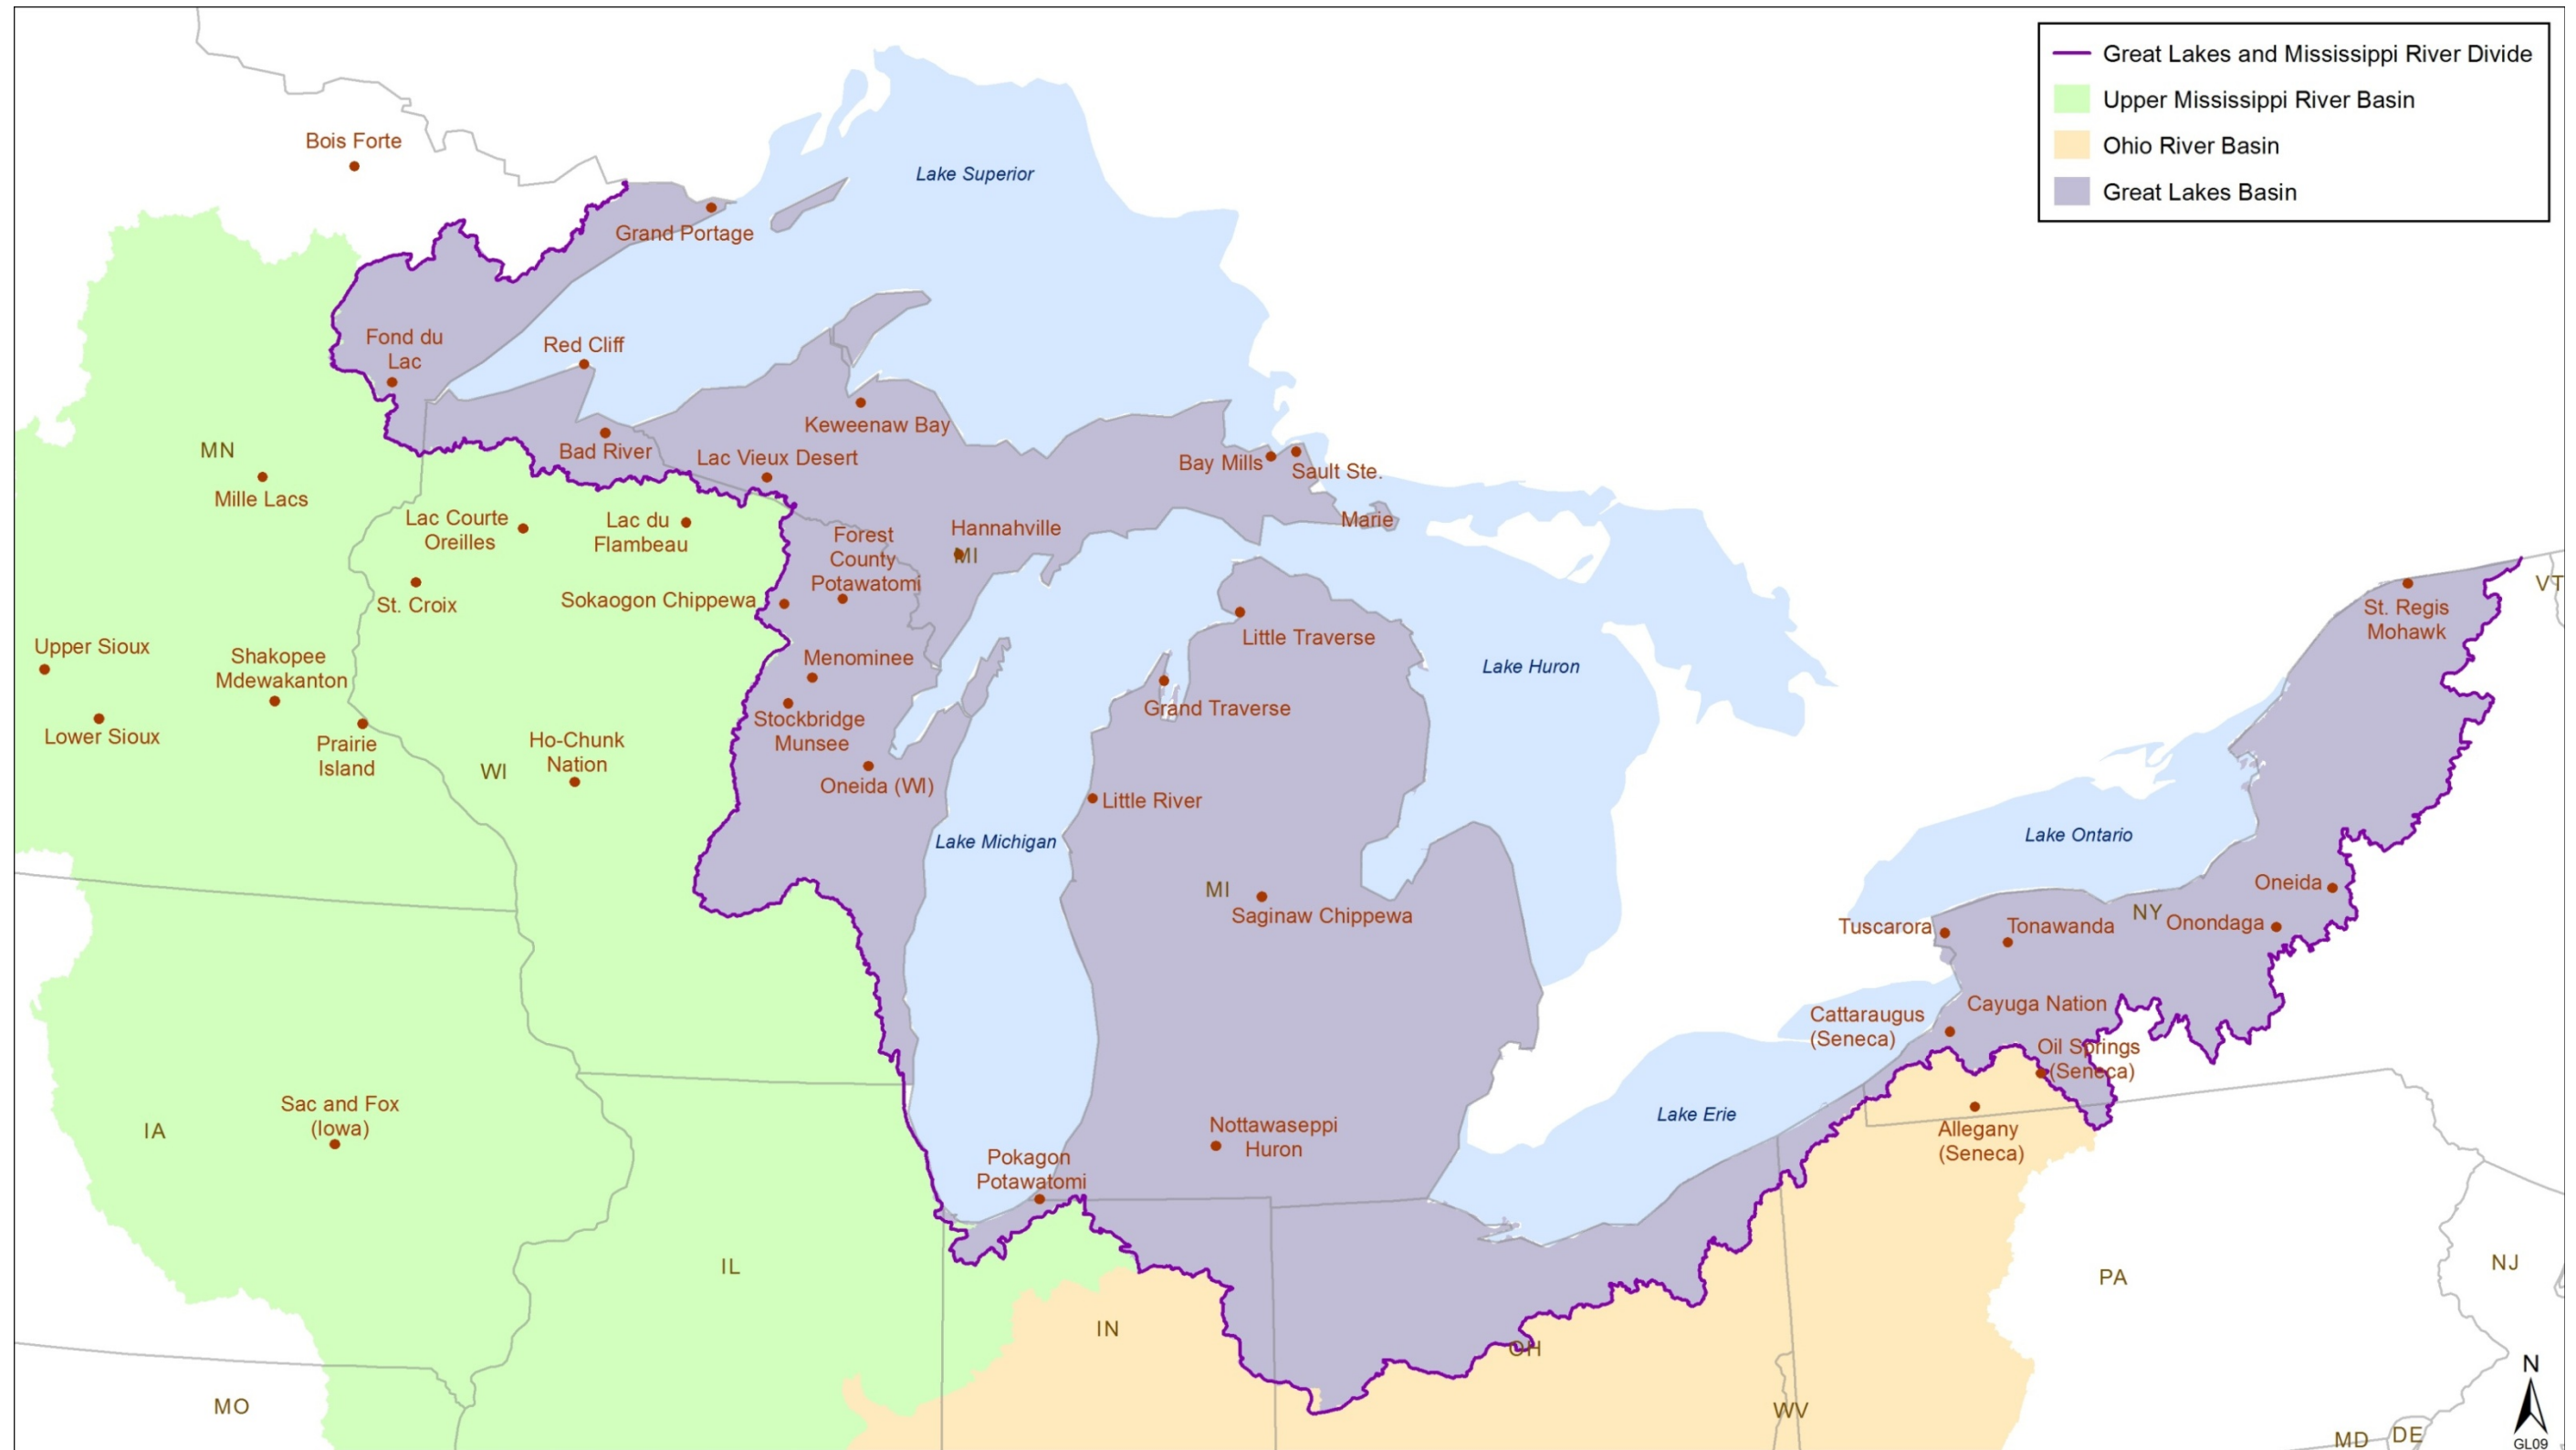 Great Lakes and Mississippi River Divide
Upper Mississippi River Basin
Ohio River Basin
Great Lakes Basin
Bois Forte
Lake Superior
Grand Portage
Fond du
Lac
Red Cliff
Keweenaw Bay
MN
Bad River
Lac Vieux Desert
Bay Mills
Sault Ste.
Marie
Mille Lacs
Lac Courte
Oreilles
Lac du
Flambeau
Forest
County
Potawatomi
Hannahville
MI
St. Croix
Sokaogon Chippewa
VT
St. Regis
Mohawk
Little Traverse
Upper Sioux
Shakopee
Mdewakanton
Menominee
Lake Huron
Grand Traverse
Lower Sioux
Prairie
Island
Stockbridge
Munsee
WI
Ho-Chunk
Nation
Oneida (WI)
Little River
Lake Michigan
Lake Ontario
MI
Saginaw Chippewa
Oneida
NY
Onondaga
Tuscarora
Tonawanda
Cayuga Nation
Cattaraugus
(Seneca)
Oil Springs
(Seneca)
Sac and Fox
(Iowa)
IA
Lake Erie
Nottawaseppi
Huron
Allegany
(Seneca)
Pokagon
Potawatomi
IL
PA
NJ
IN
OH
MO
WV
MD
DE
N
GL09